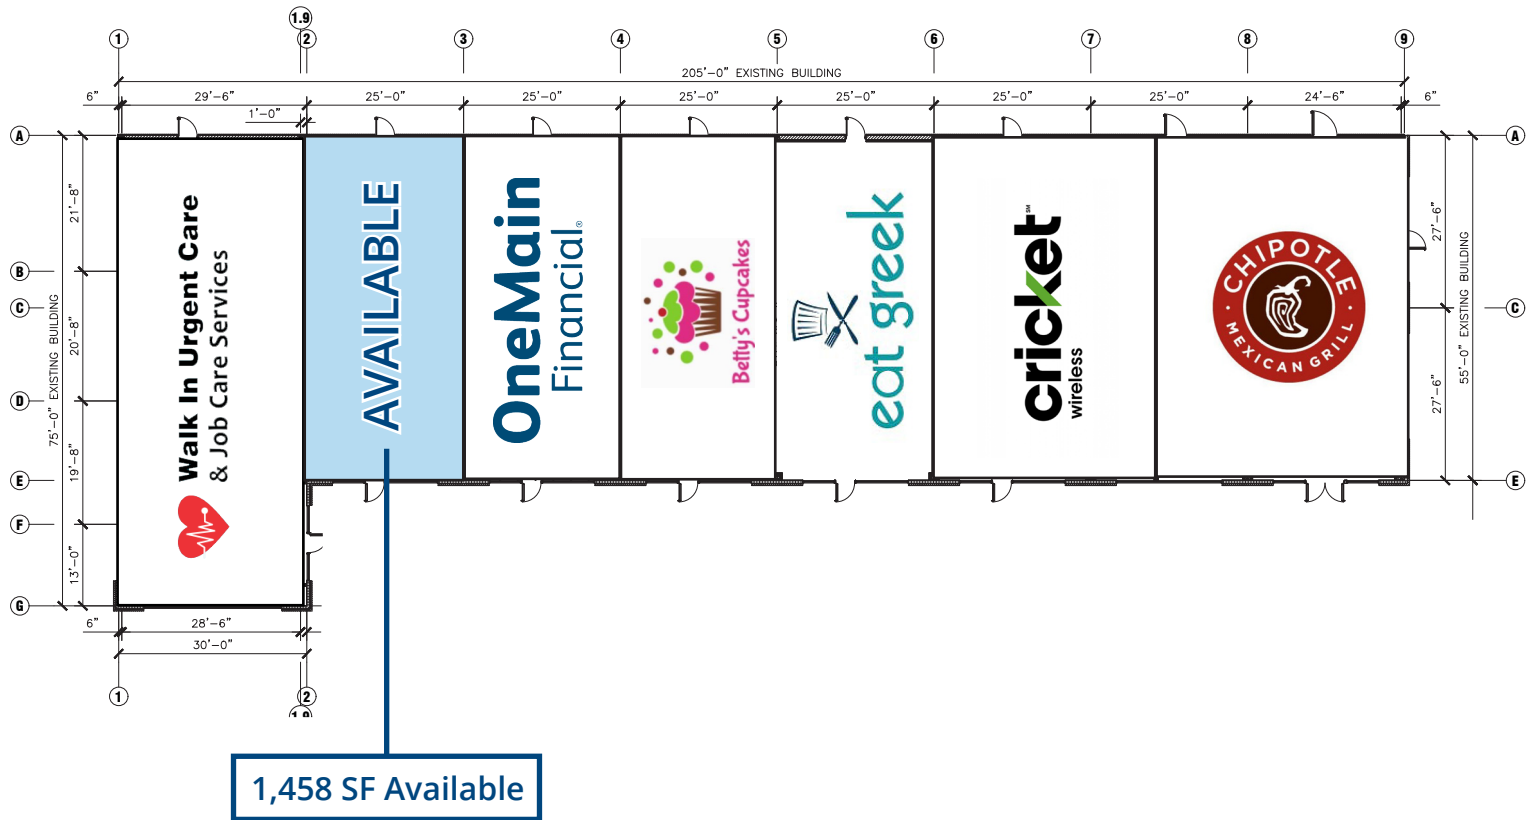 1.9
1
2
3
4
5
6
7
8
9
205'-0" EXISTING BUILDING
6"
29'-6"
25'-0"
25'-0"
25'-0"
25'-0"
25'-0"
25'-0"
24'-6"
6"
1'-0"
A
A
B
C
C
D
E
E
F
G
21'-8"
20'-8"
19'-8"
13'-0"
75'-0" EXISTING BUILDING
27'-6"
27'-6"
55'-0" EXISTING BUILDING
Walk In Urgent Care
& Job Care Services
AVAILABLE
OneMain
Financial®
Betty's Cupcakes
eat greek
cricket℠
wireless
CHIPOTLE
MEXICAN GRILL
6"
28'-6"
30'-0"
1
2
1.9
1,458 SF Available